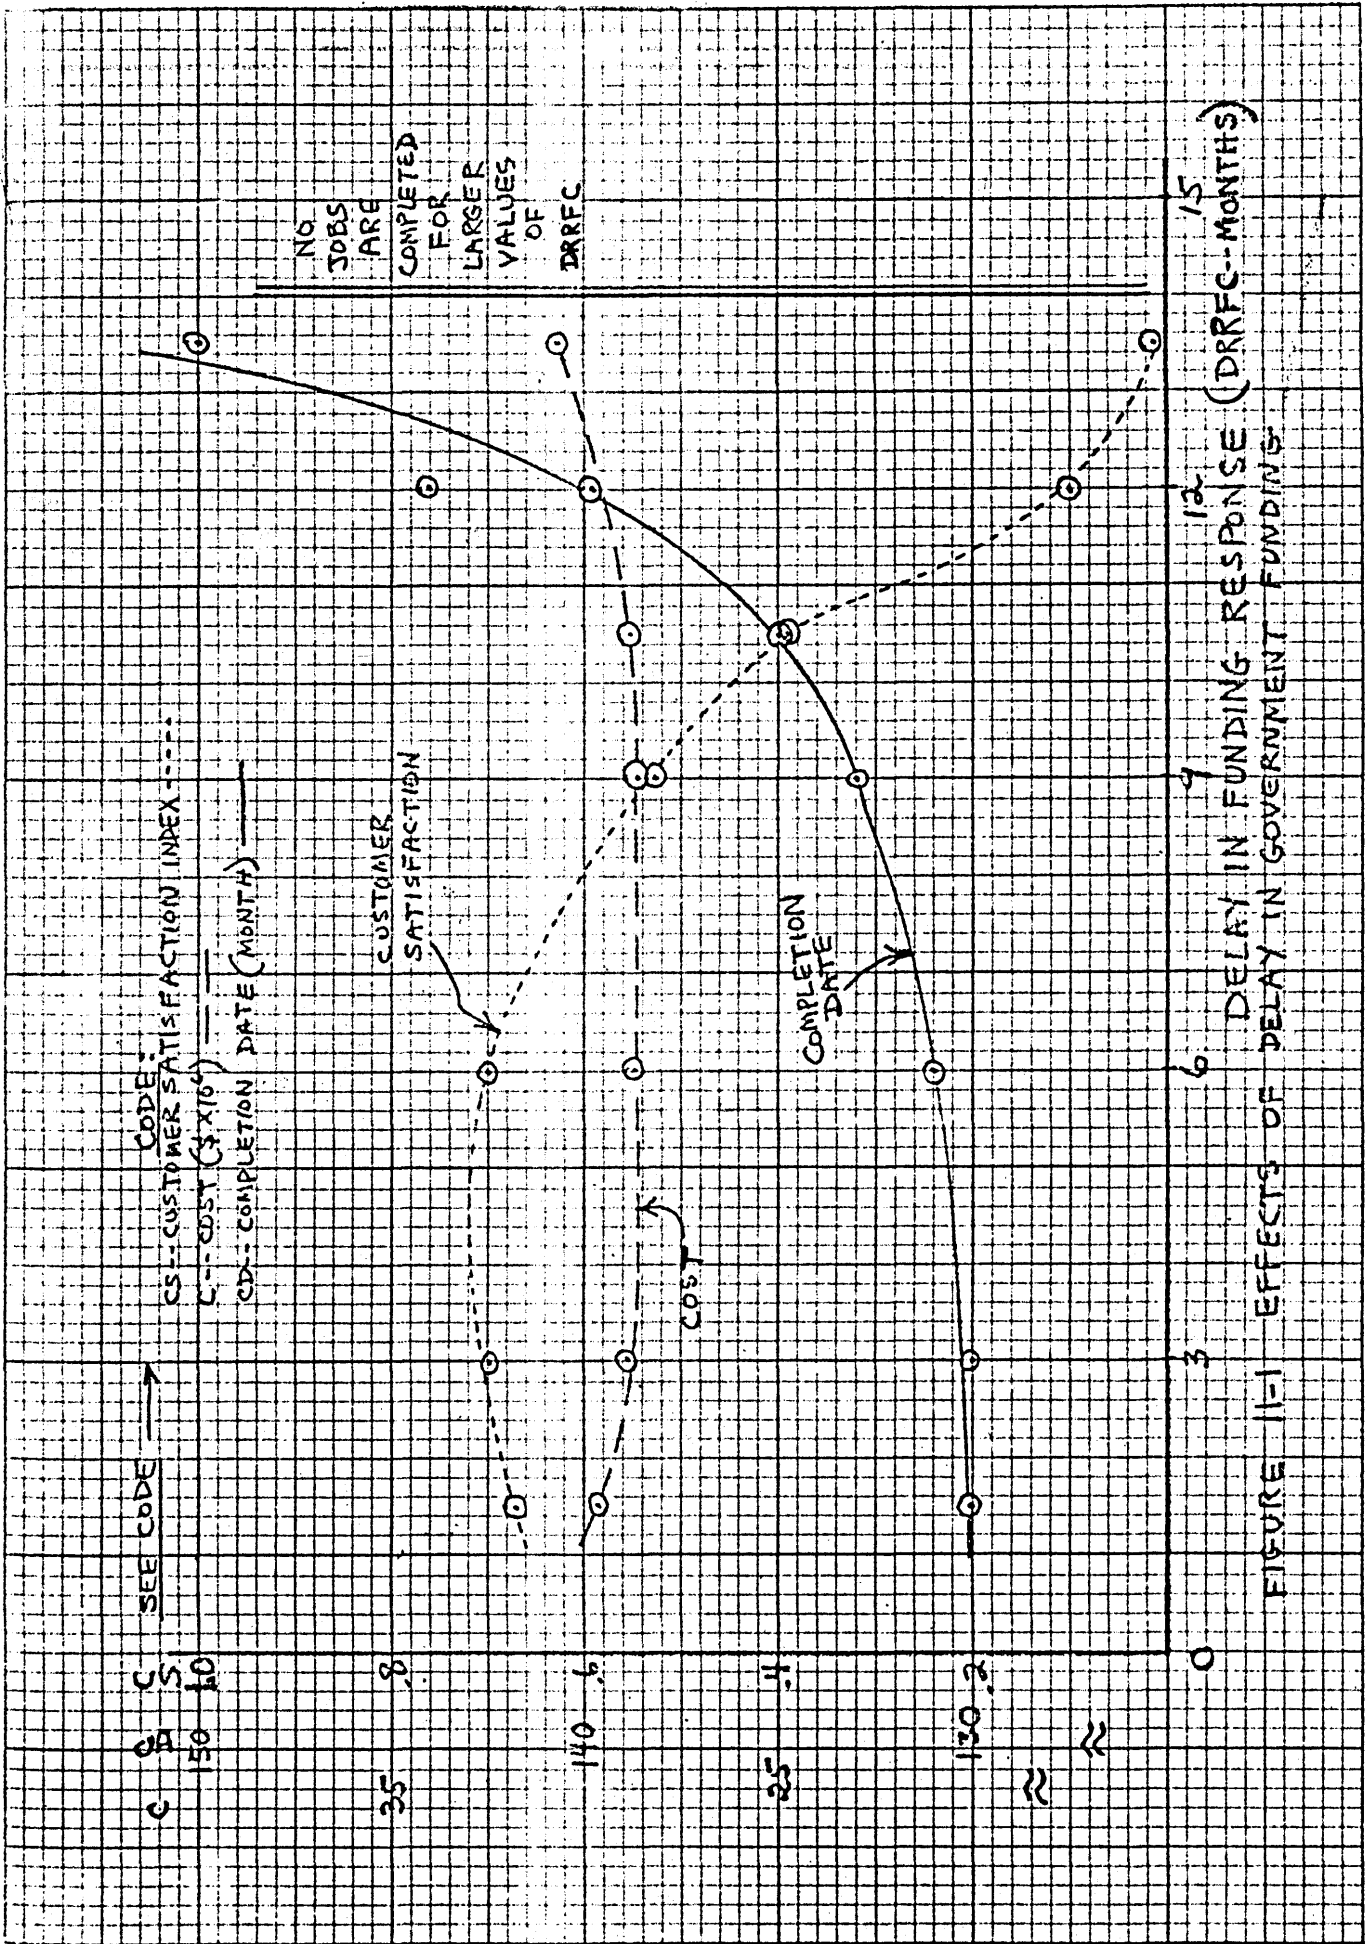 C C C SEE CODE
D S
CODE:
CS--CUSTOMER SATISFACTION INDEX-----
C---COST ($ X10⁶) — —
CD--COMPLETION DATE (MONTH) ——
150 1.0
35 .8
140 .6
25 .4
130 .2
≈ ≈
CUSTOMER
SATISFACTION
COST
COMPLETION
DATE
NO
JOBS
ARE
COMPLETED
FOR
LARGER
VALUES
OF
DRRFC
0 3 6 9 12 15
DELAY IN FUNDING RESPONSE (DRRFC--MONTHS)
FIGURE 11-1 EFFECTS OF DELAY IN GOVERNMENT FUNDING